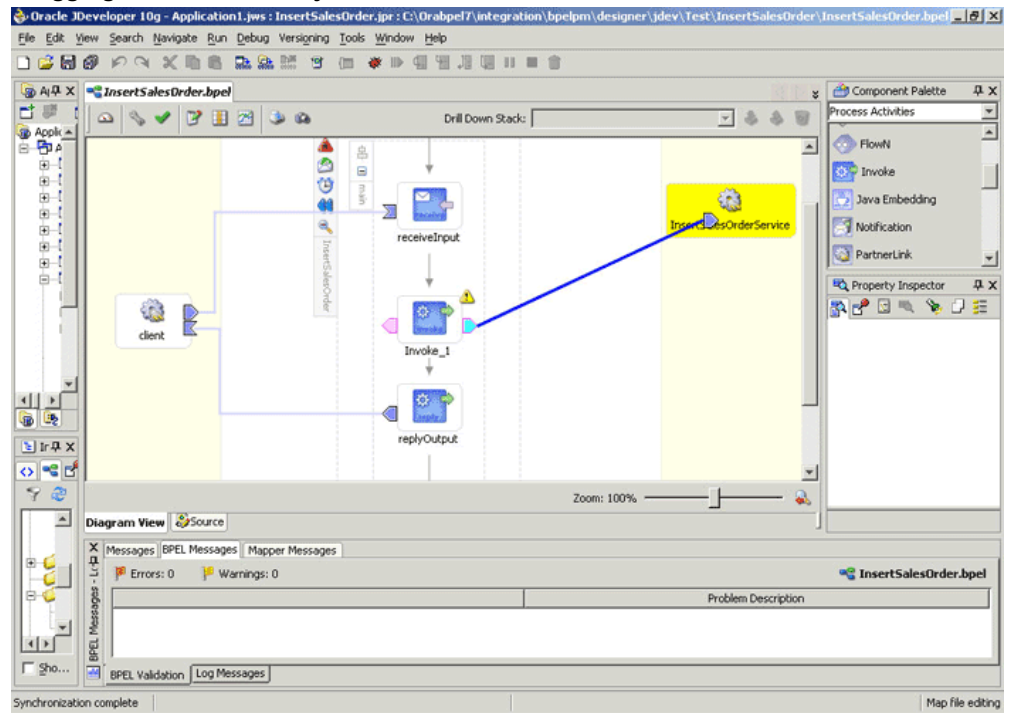 Oracle JDeveloper 10g - Application1.jws : InsertSalesOrder.jpr : C:\Orabpel7\integration\bpelpm\designer\jdev\Test\InsertSalesOrder\InsertSalesOrder.bpel
File Edit View Search Navigate Run Debug Versioning Tools Window Help
InsertSalesOrder.bpel
Component Palette
Process Activities
Drill Down Stack:
FlowN
Invoke
Java Embedding
Notification
PartnerLink
main
receiveInput
InsertSalesOrderService
InsertSalesOrder
Property Inspector
client
Invoke_1
reply
replyOutput
Zoom: 100%
Diagram View Source
Messages BPEL Messages Mapper Messages
Errors: 0 Warnings: 0
InsertSalesOrder.bpel
Problem Description
BPEL Messages
Sho...
BPEL Validation Log Messages
Synchronization complete
Map file editing